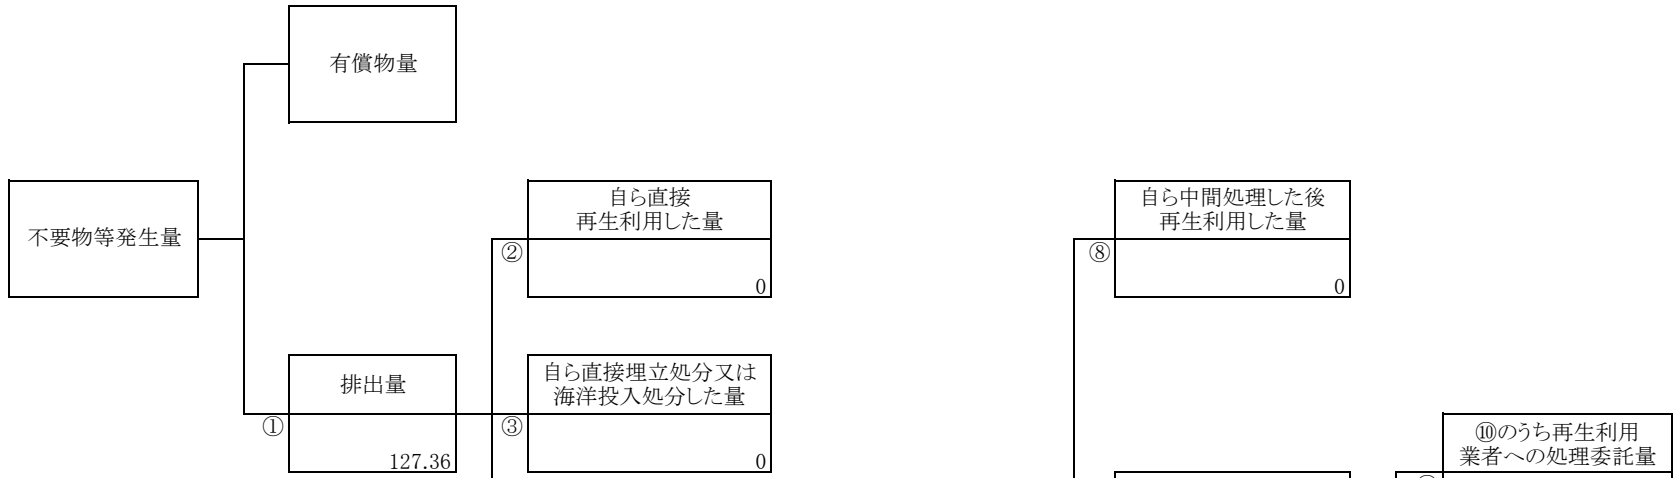 有償物量
不要物等発生量
自ら直接
再生利用した量
②
0
自ら中間処理した後
再生利用した量
⑧
0
排出量
①
127.36
自ら直接埋立処分又は
海洋投入処分した量
③
0
⑩のうち再生利用
業者への処理委託量